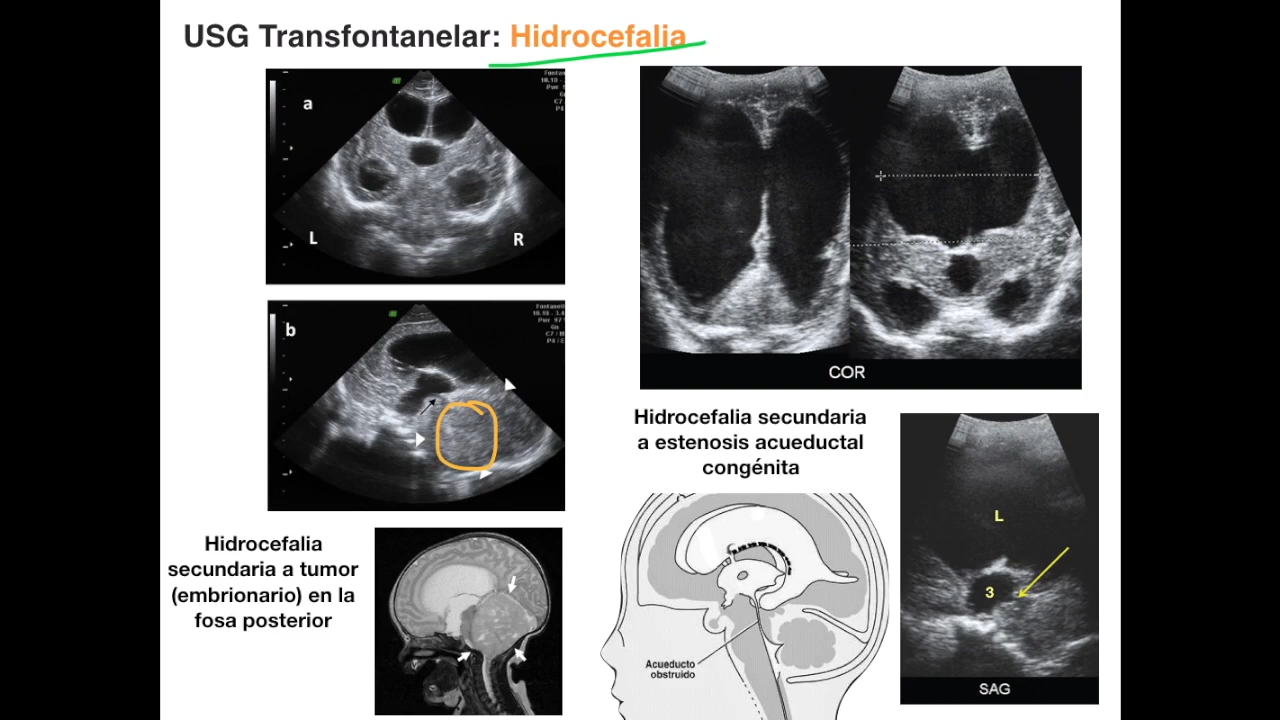 USG Transfontanelar: Hidrocefalia
a
L
R
b
Hidrocefalia
secundaria a tumor
(embrionario) en la
fosa posterior
COR
Hidrocefalia secundaria
a estenosis acueductal
congénita
Acueducto
obstruido
L
3
SAG